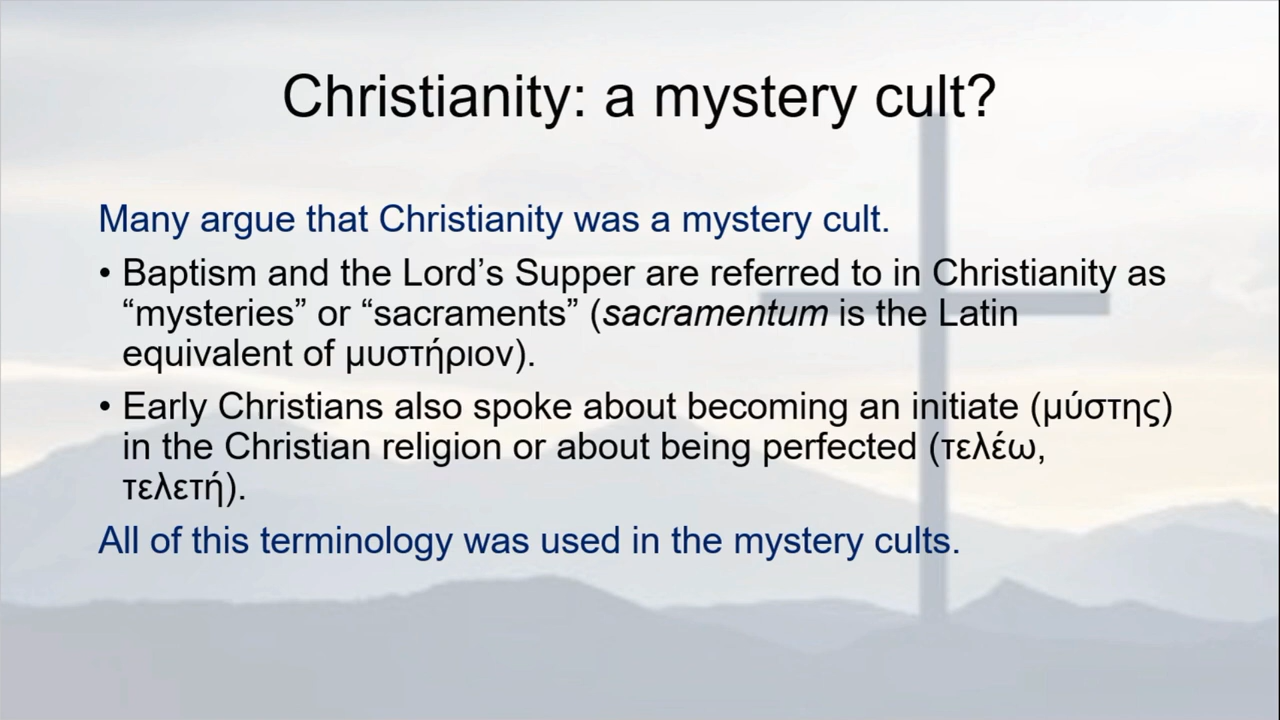 Christianity: a mystery cult?
Many argue that Christianity was a mystery cult.
• Baptism and the Lord’s Supper are referred to in Christianity as
“mysteries” or “sacraments” (sacramentum is the Latin
equivalent of μυστήριον).
• Early Christians also spoke about becoming an initiate (μύστης)
in the Christian religion or about being perfected (τελέω,
τελετή).
All of this terminology was used in the mystery cults.